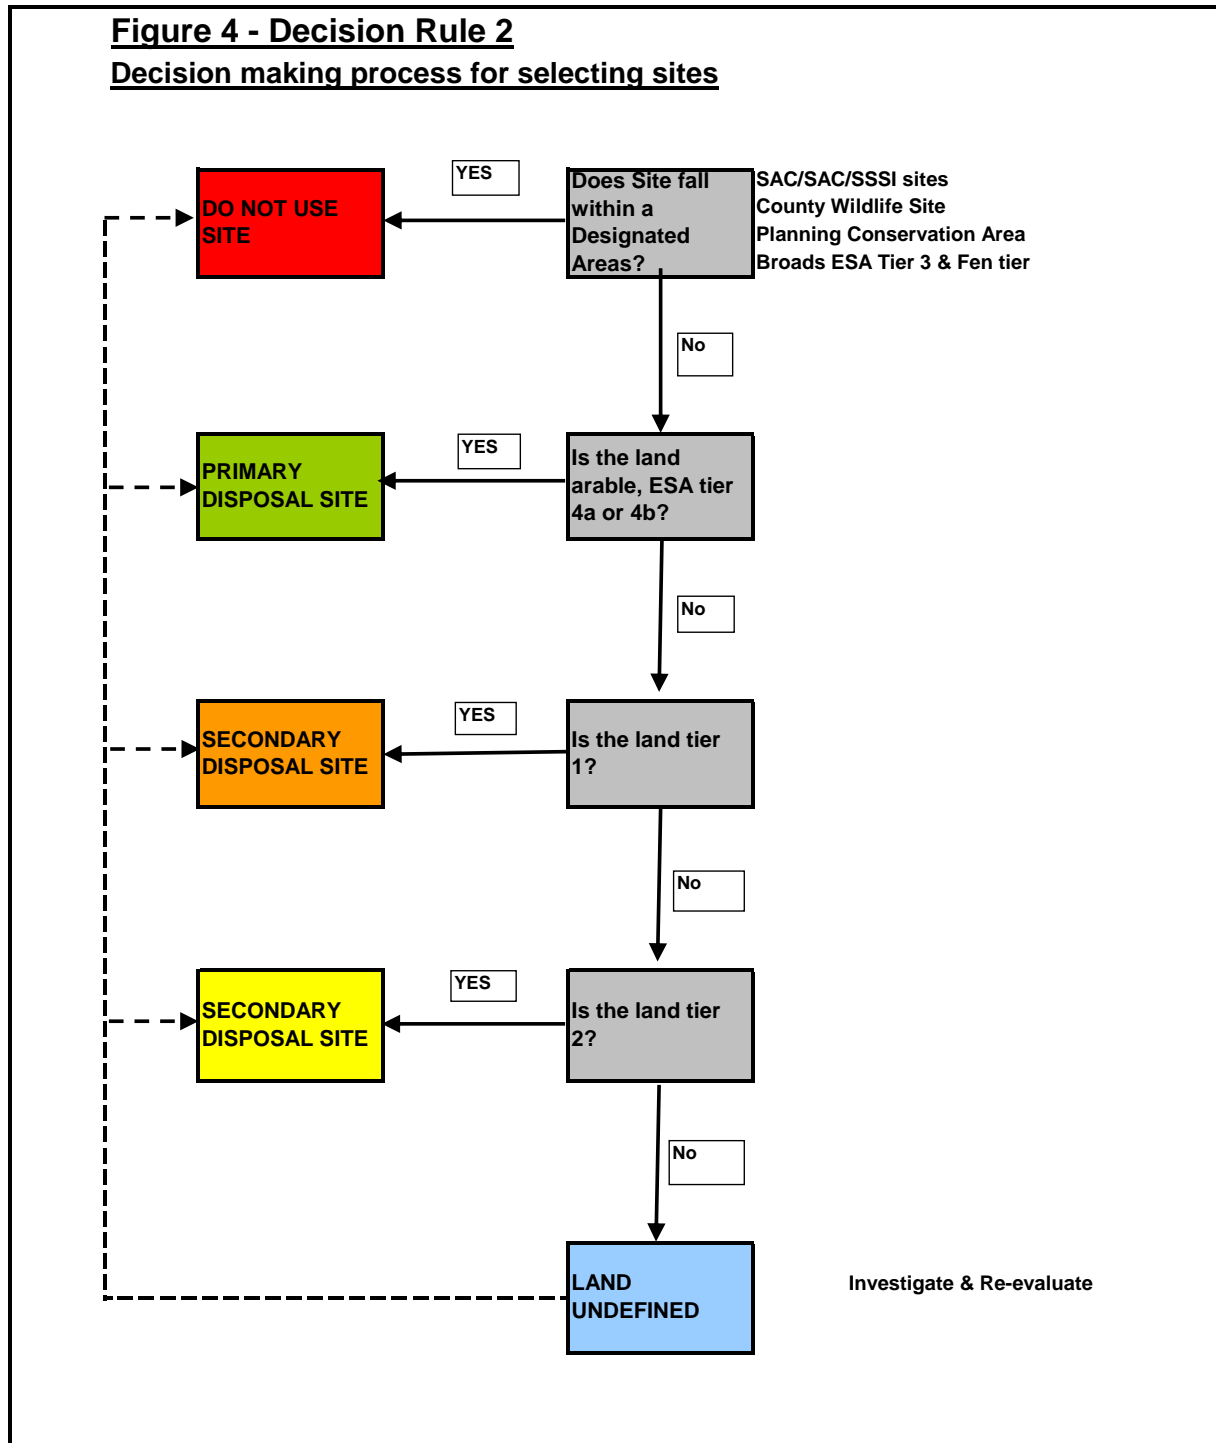 Figure 4 - Decision Rule 2
Decision making process for selecting sites
YES
Does Site fall
within a
Designated
Areas?
SAC/SAC/SSSI sites
County Wildlife Site
Planning Conservation Area
Broads ESA Tier 3 & Fen tier
DO NOT USE
SITE
No
YES
PRIMARY
DISPOSAL SITE
Is the land
arable, ESA tier
4a or 4b?
No
YES
SECONDARY
DISPOSAL SITE
Is the land tier
1?
No
YES
SECONDARY
DISPOSAL SITE
Is the land tier
2?
No
LAND
UNDEFINED
Investigate & Re-evaluate